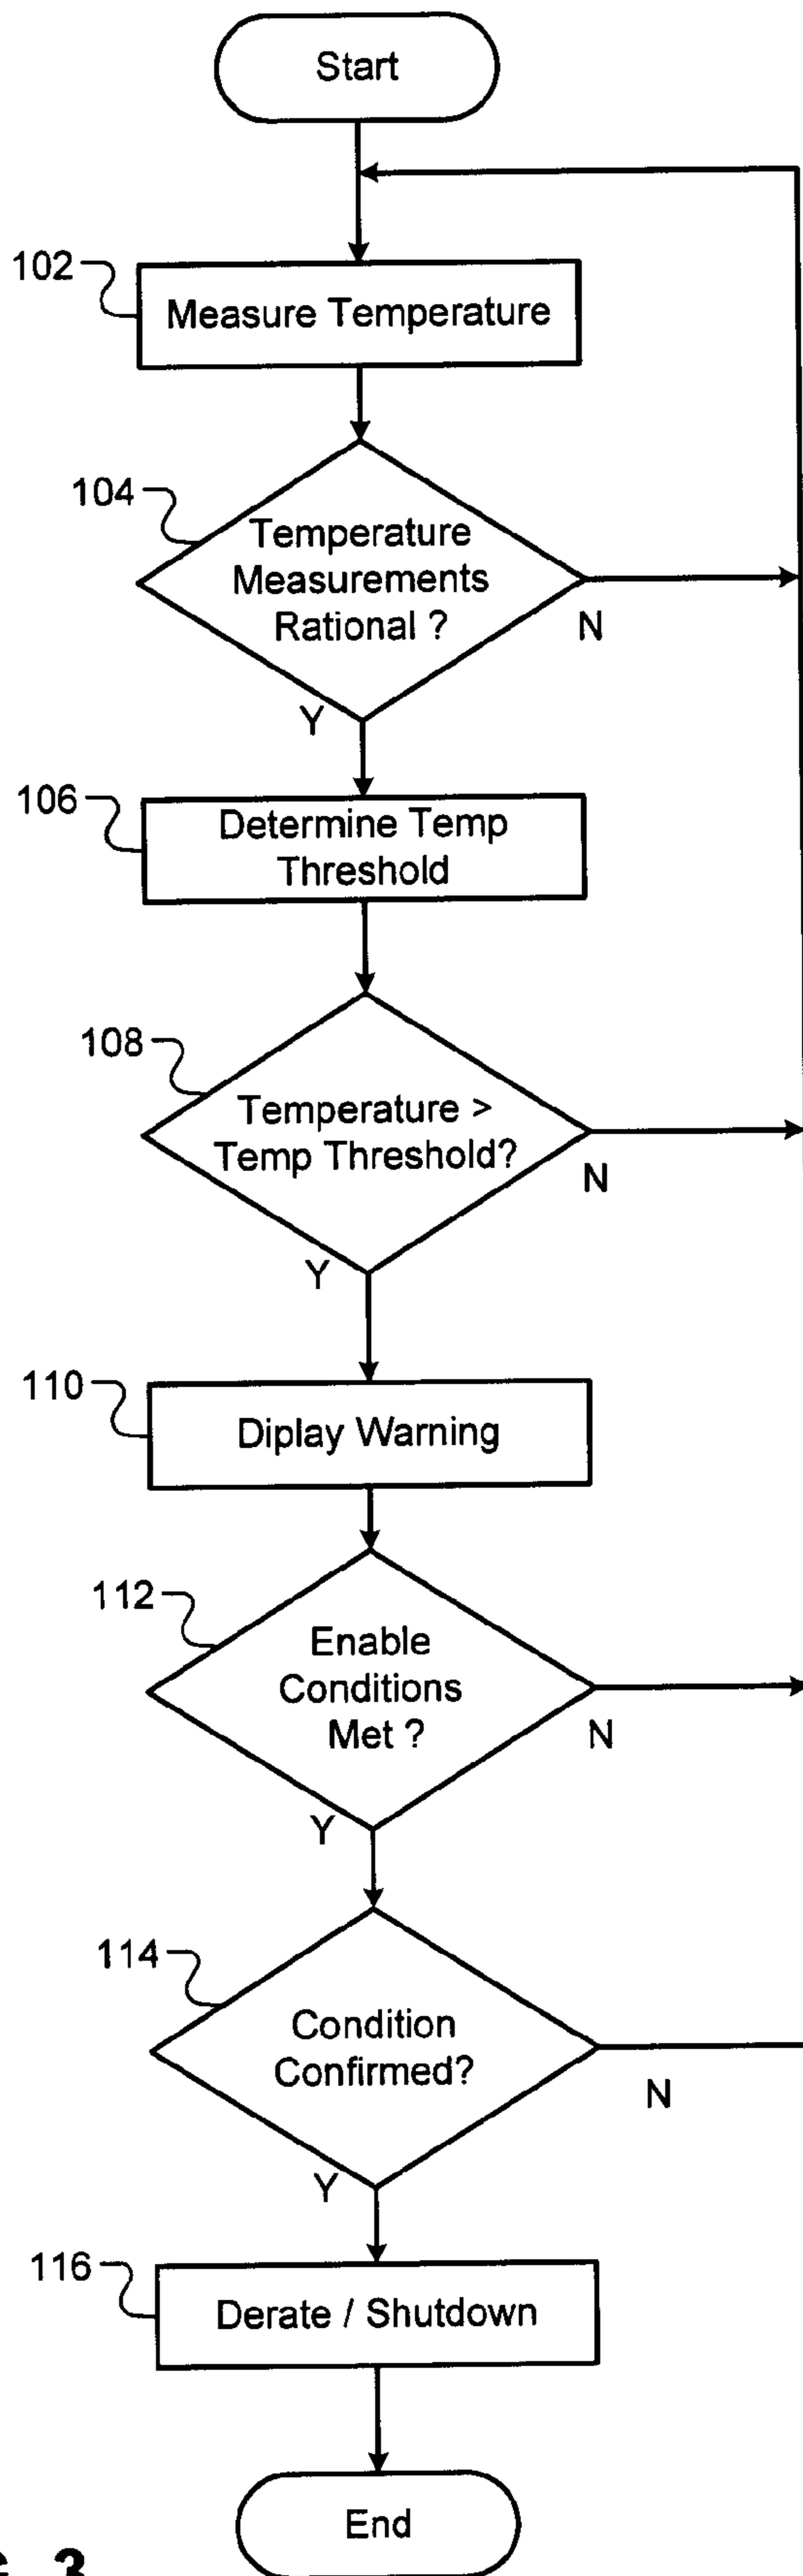 Start
102
Measure Temperature
104
Temperature
Measurements
Rational ?
N
Y
106
Determine Temp
Threshold
108
Temperature >
Temp Threshold?
N
Y
110
Diplay Warning
112
Enable
Conditions
Met ?
N
Y
114
Condition
Confirmed?
N
Y
116
Derate / Shutdown
End
3